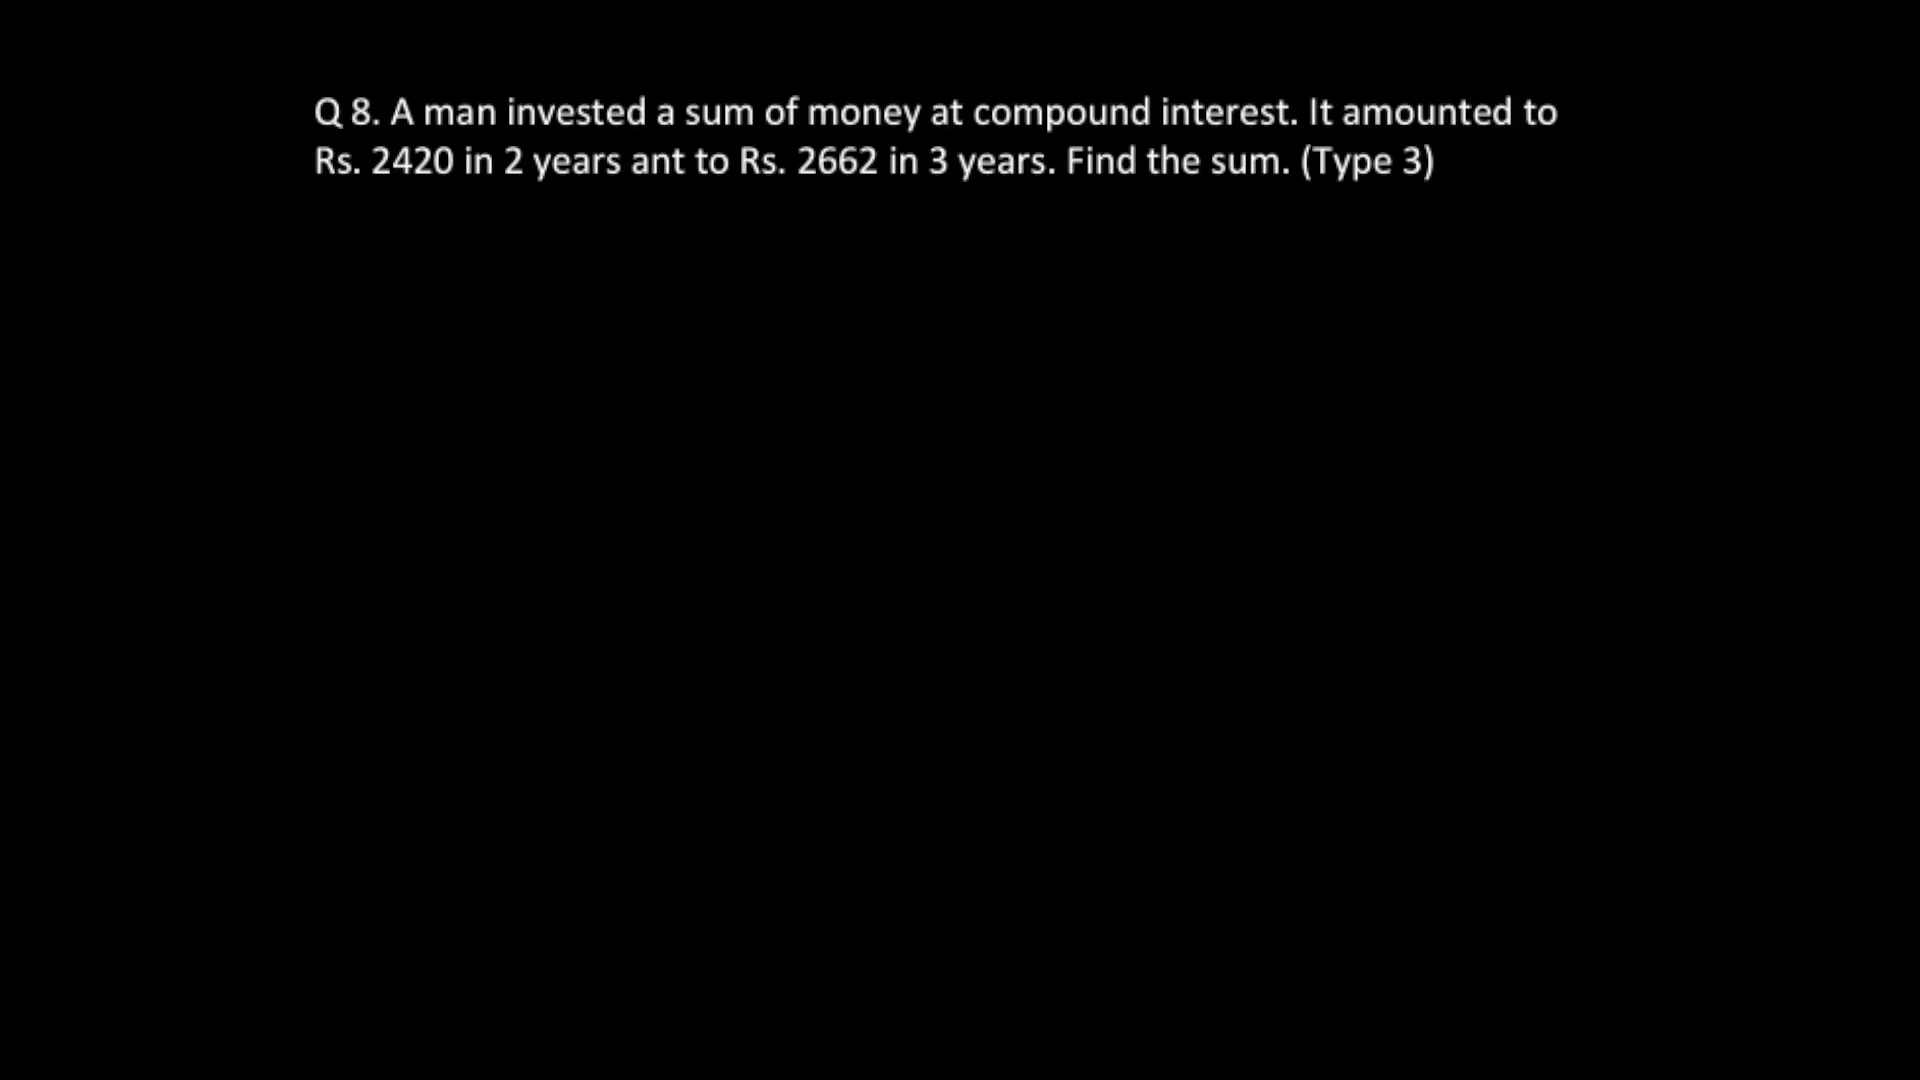 Q 8. A man invested a sum of money at compound interest. It amounted to
Rs. 2420 in 2 years ant to Rs. 2662 in 3 years. Find the sum. (Type 3)